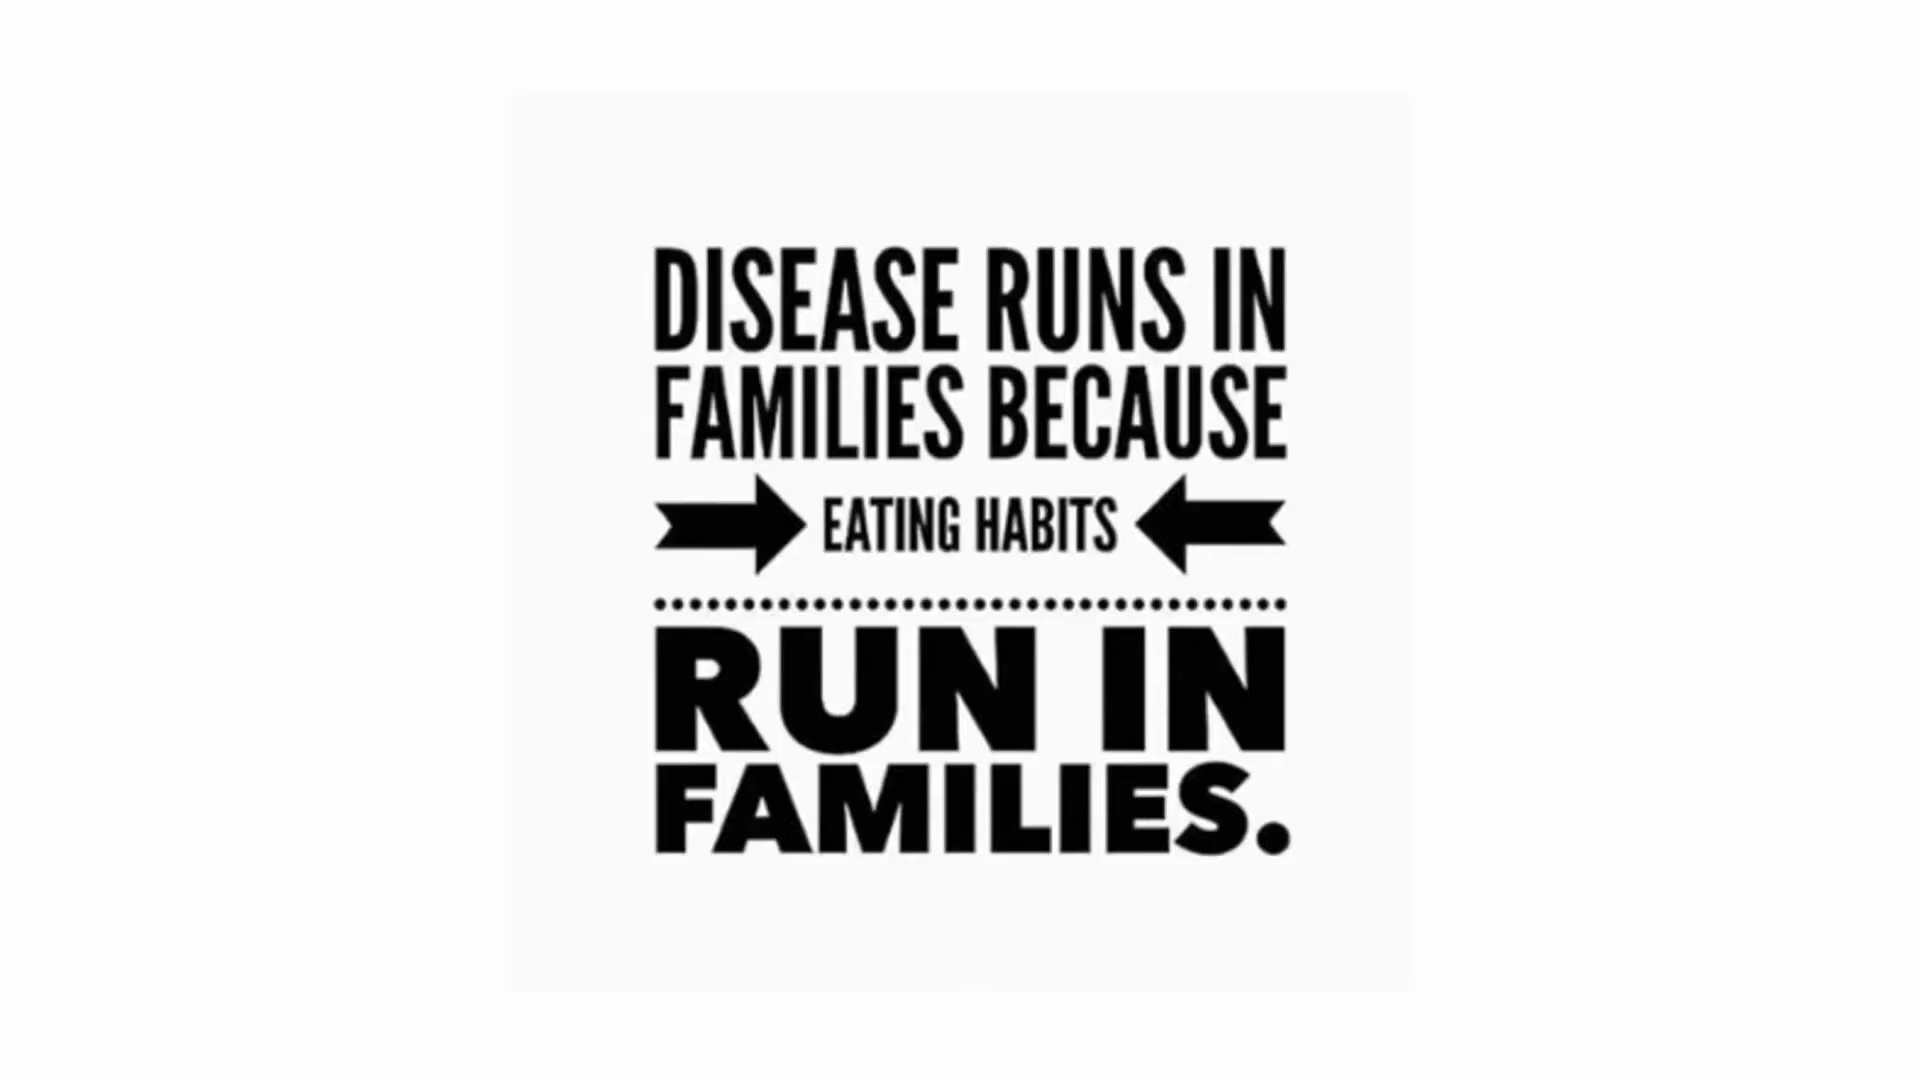 DISEASE RUNS IN
FAMILIES BECAUSE
EATING HABITS
RUN IN
FAMILIES.